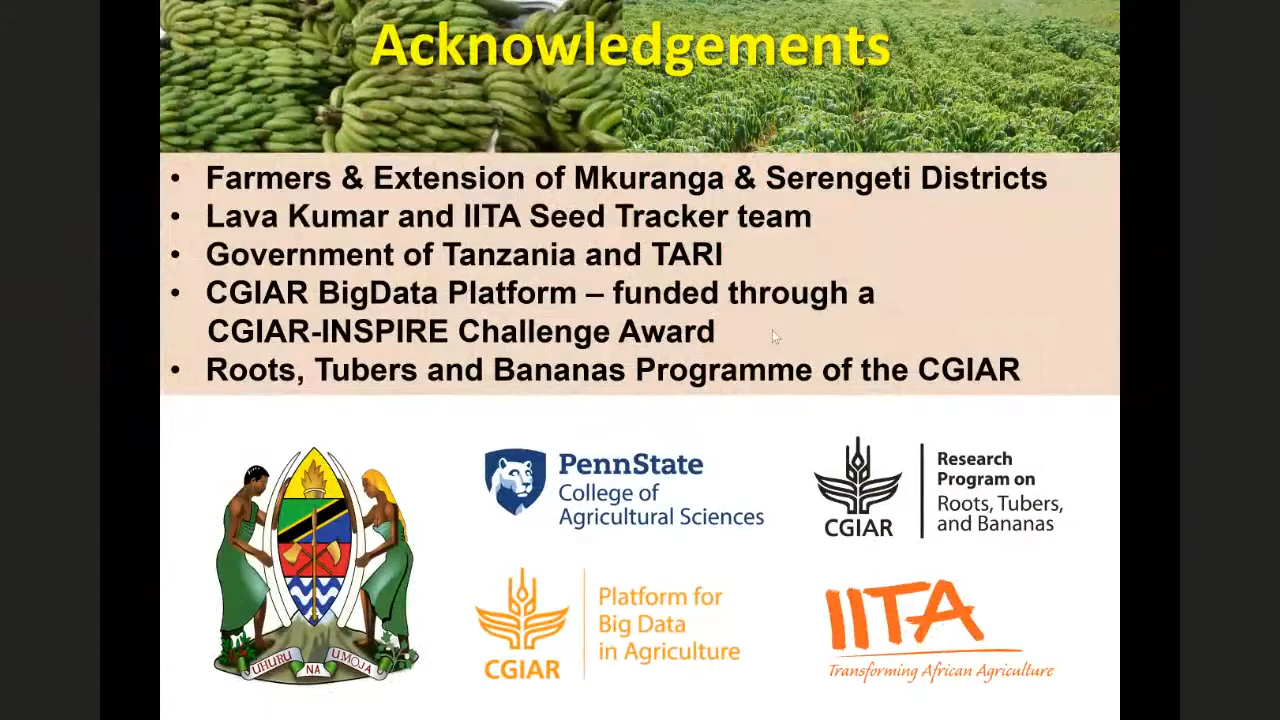 Acknowledgements
• Farmers & Extension of Mkuranga & Serengeti Districts
• Lava Kumar and IITA Seed Tracker team
• Government of Tanzania and TARI
• CGIAR BigData Platform – funded through a
CGIAR-INSPIRE Challenge Award
• Roots, Tubers and Bananas Programme of the CGIAR
UHURU NA UMOJA
PennState
College of
Agricultural Sciences
CGIAR
Research
Program on
Roots, Tubers,
and Bananas
CGIAR
Platform for
Big Data
in Agriculture
IITA
Transforming African Agriculture